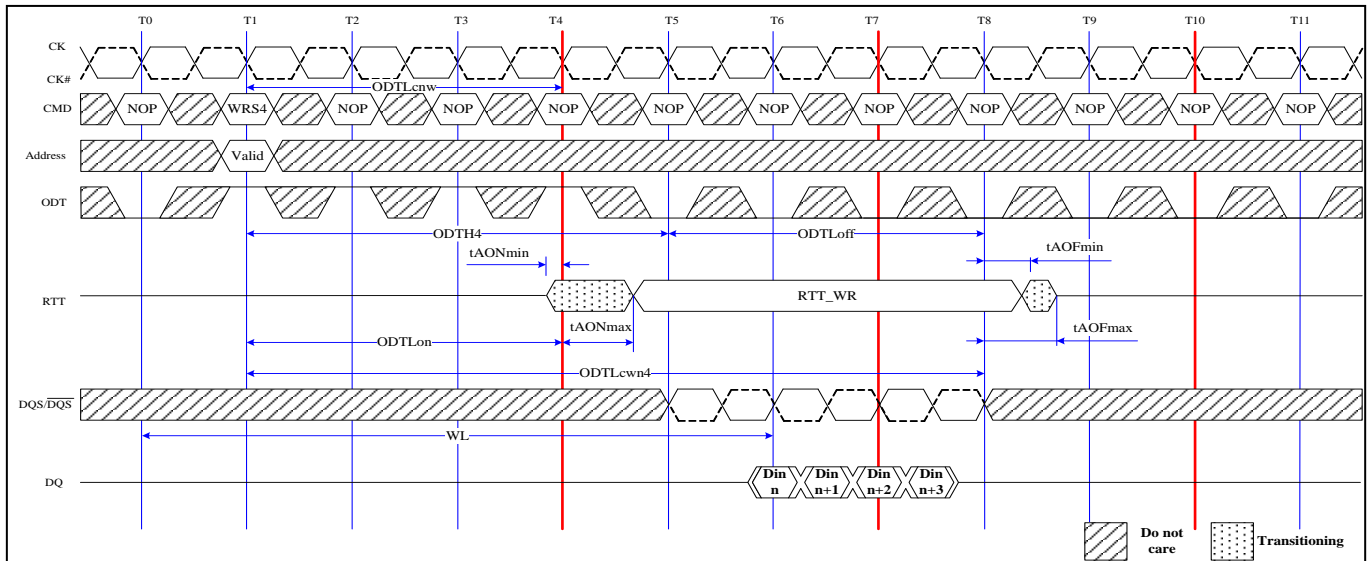 T0 T1 T2 T3 T4 T5 T6 T7 T8 T9 T10 T11
CK
CK#
ODTLcnw
CMD NOP WRS4 NOP NOP NOP NOP NOP NOP NOP NOP NOP NOP
Address Valid
ODT
ODTH4 ODTLoff
tAONmin tAOFmin
RTT RTT_WR
tAONmax tAOFmax
ODTLon
ODTLcwn4
DQS/DQS
WL
DQ Din n Din n+1 Din n+2 Din n+3
Do not care Transitioning